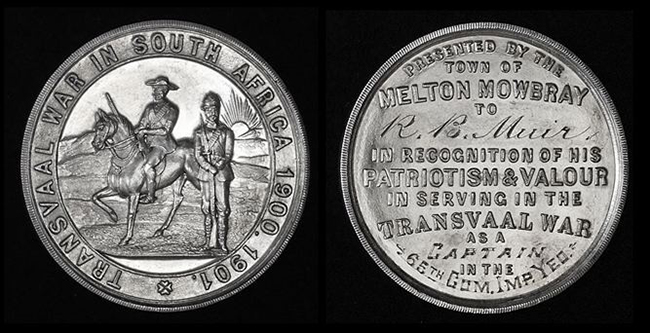 TRANSVAAL WAR IN SOUTH AFRICA 1900.1901.
PRESENTED BY THE
TOWN OF
MELTON MOWBRAY
TO
R. B. Muir.
IN RECOGNITION OF HIS
PATRIOTISM & VALOUR
IN SERVING IN THE
TRANSVAAL WAR
AS A
CAPTAIN
IN THE
65TH COM. IMP. YEO.